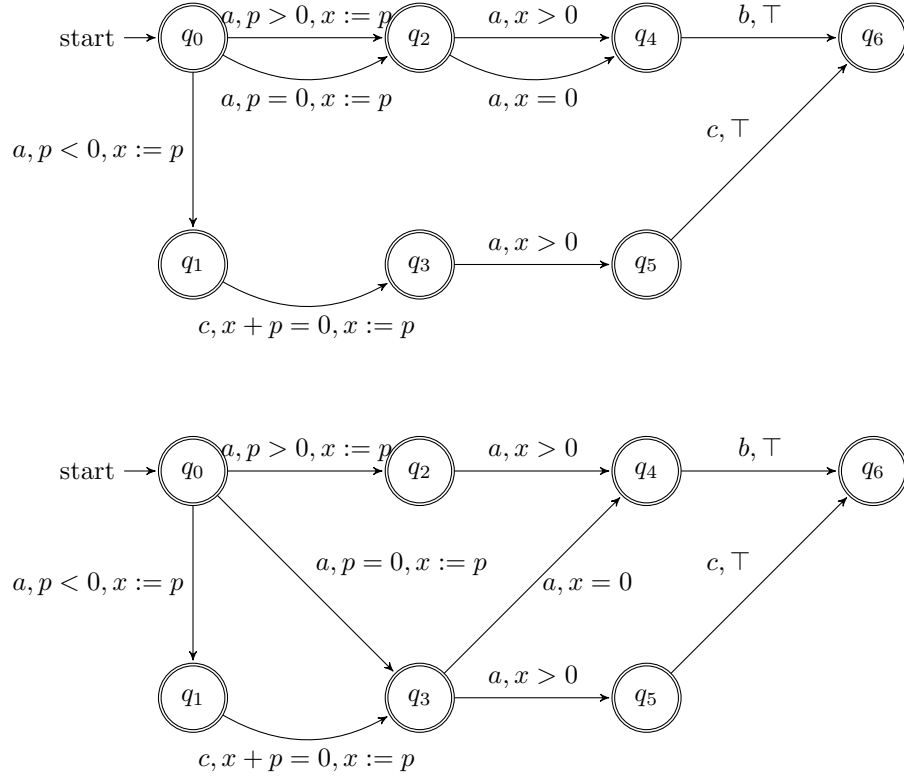 a, p > 0, x := p
a, x > 0
b, ⊤
start
q0
q2
q4
q6
a, p = 0, x := p
a, x = 0
c, ⊤
a, p < 0, x := p
a, x > 0
q1
q3
q5
c, x + p = 0, x := p
a, p > 0, x := p
a, x > 0
b, ⊤
start
q0
q2
q4
q6
a, p = 0, x := p
c, ⊤
a, p < 0, x := p
a, x = 0
a, x > 0
q1
q3
q5
c, x + p = 0, x := p